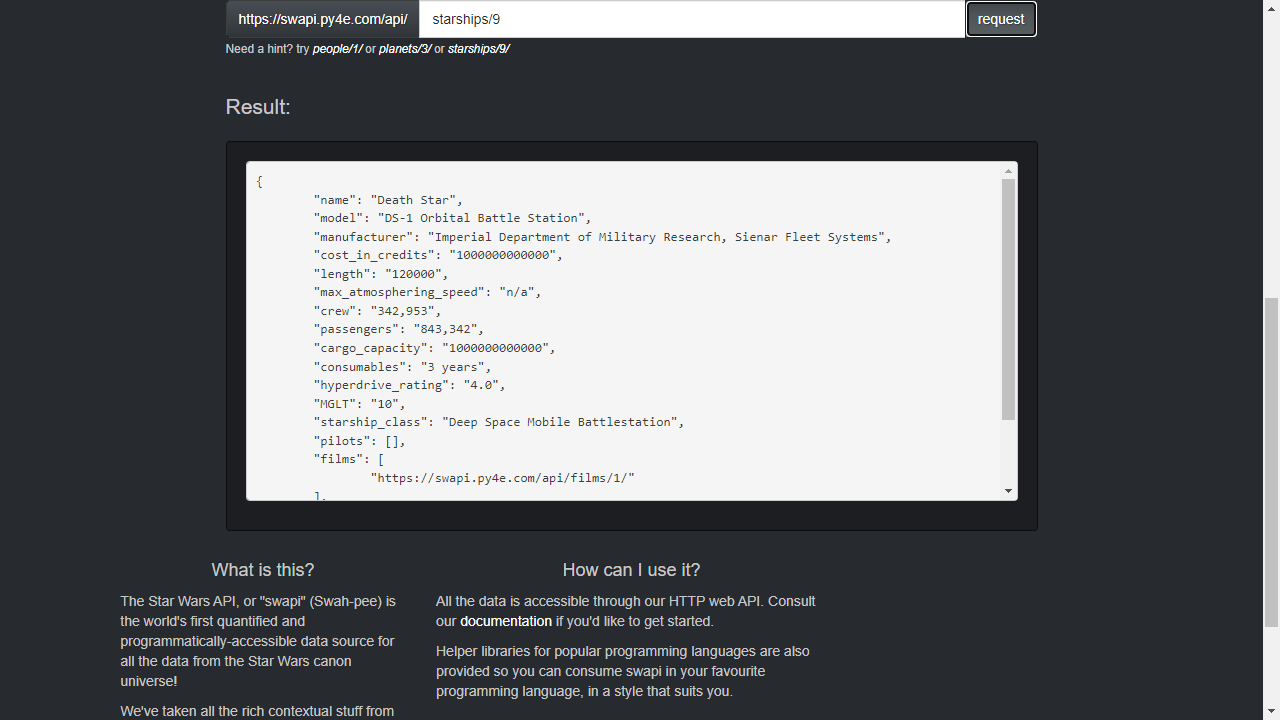 https://swapi.py4e.com/api/ starships/9 request
Need a hint? try people/1/ or planets/3/ or starships/9/
Result:
{
"name": "Death Star",
"model": "DS-1 Orbital Battle Station",
"manufacturer": "Imperial Department of Military Research, Sienar Fleet Systems",
"cost_in_credits": "1000000000000",
"length": "120000",
"max_atmosphering_speed": "n/a",
"crew": "342,953",
"passengers": "843,342",
"cargo_capacity": "1000000000000",
"consumables": "3 years",
"hyperdrive_rating": "4.0",
"MGLT": "10",
"starship_class": "Deep Space Mobile Battlestation",
"pilots": [],
"films": [
"https://swapi.py4e.com/api/films/1/"
],
What is this?
The Star Wars API, or "swapi" (Swah-pee) is
the world's first quantified and
programmatically-accessible data source for
all the data from the Star Wars canon
universe!
We've taken all the rich contextual stuff from
How can I use it?
All the data is accessible through our HTTP web API. Consult
our documentation if you'd like to get started.
Helper libraries for popular programming languages are also
provided so you can consume swapi in your favourite
programming language, in a style that suits you.